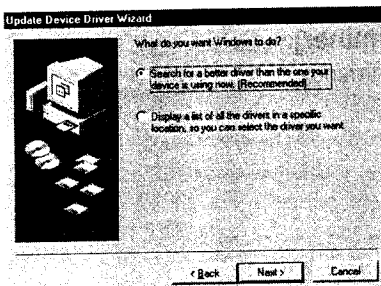 Update Device Driver Wizard
What do you want Windows to do?
Search for a better driver than the one your
device is using now. (Recommended)
Display a list of all the drivers in a specific
location, so you can select the driver you want.
< Back
Next >
Cancel